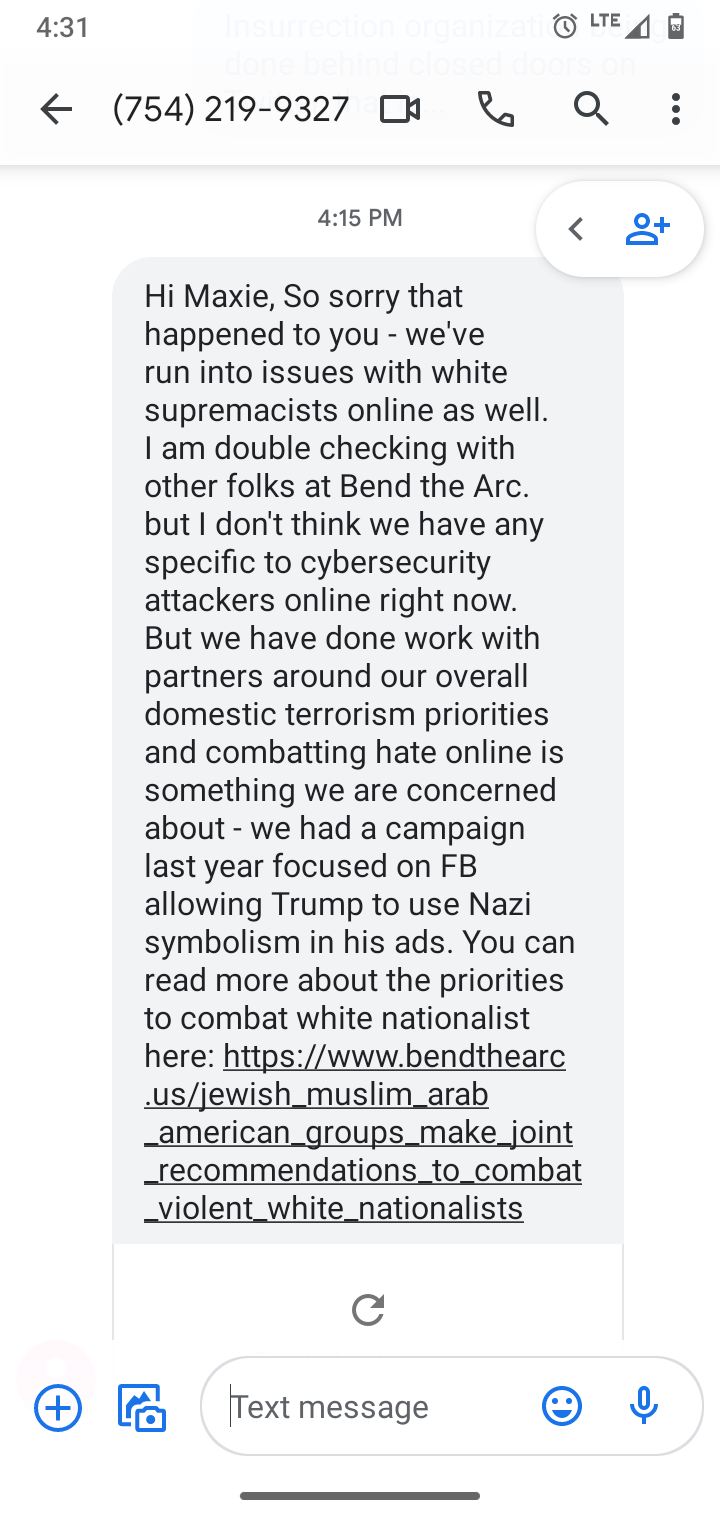 4:31
LTE
Insurrection organization being
done behind closed doors on
(754) 219-9327
4:15 PM
Hi Maxie, So sorry that
happened to you - we've
run into issues with white
supremacists online as well.
I am double checking with
other folks at Bend the Arc.
but I don't think we have any
specific to cybersecurity
attackers online right now.
But we have done work with
partners around our overall
domestic terrorism priorities
and combatting hate online is
something we are concerned
about - we had a campaign
last year focused on FB
allowing Trump to use Nazi
symbolism in his ads. You can
read more about the priorities
to combat white nationalist
here: https://www.bendthearc
.us/jewish_muslim_arab
_american_groups_make_joint
_recommendations_to_combat
_violent_white_nationalists
Text message